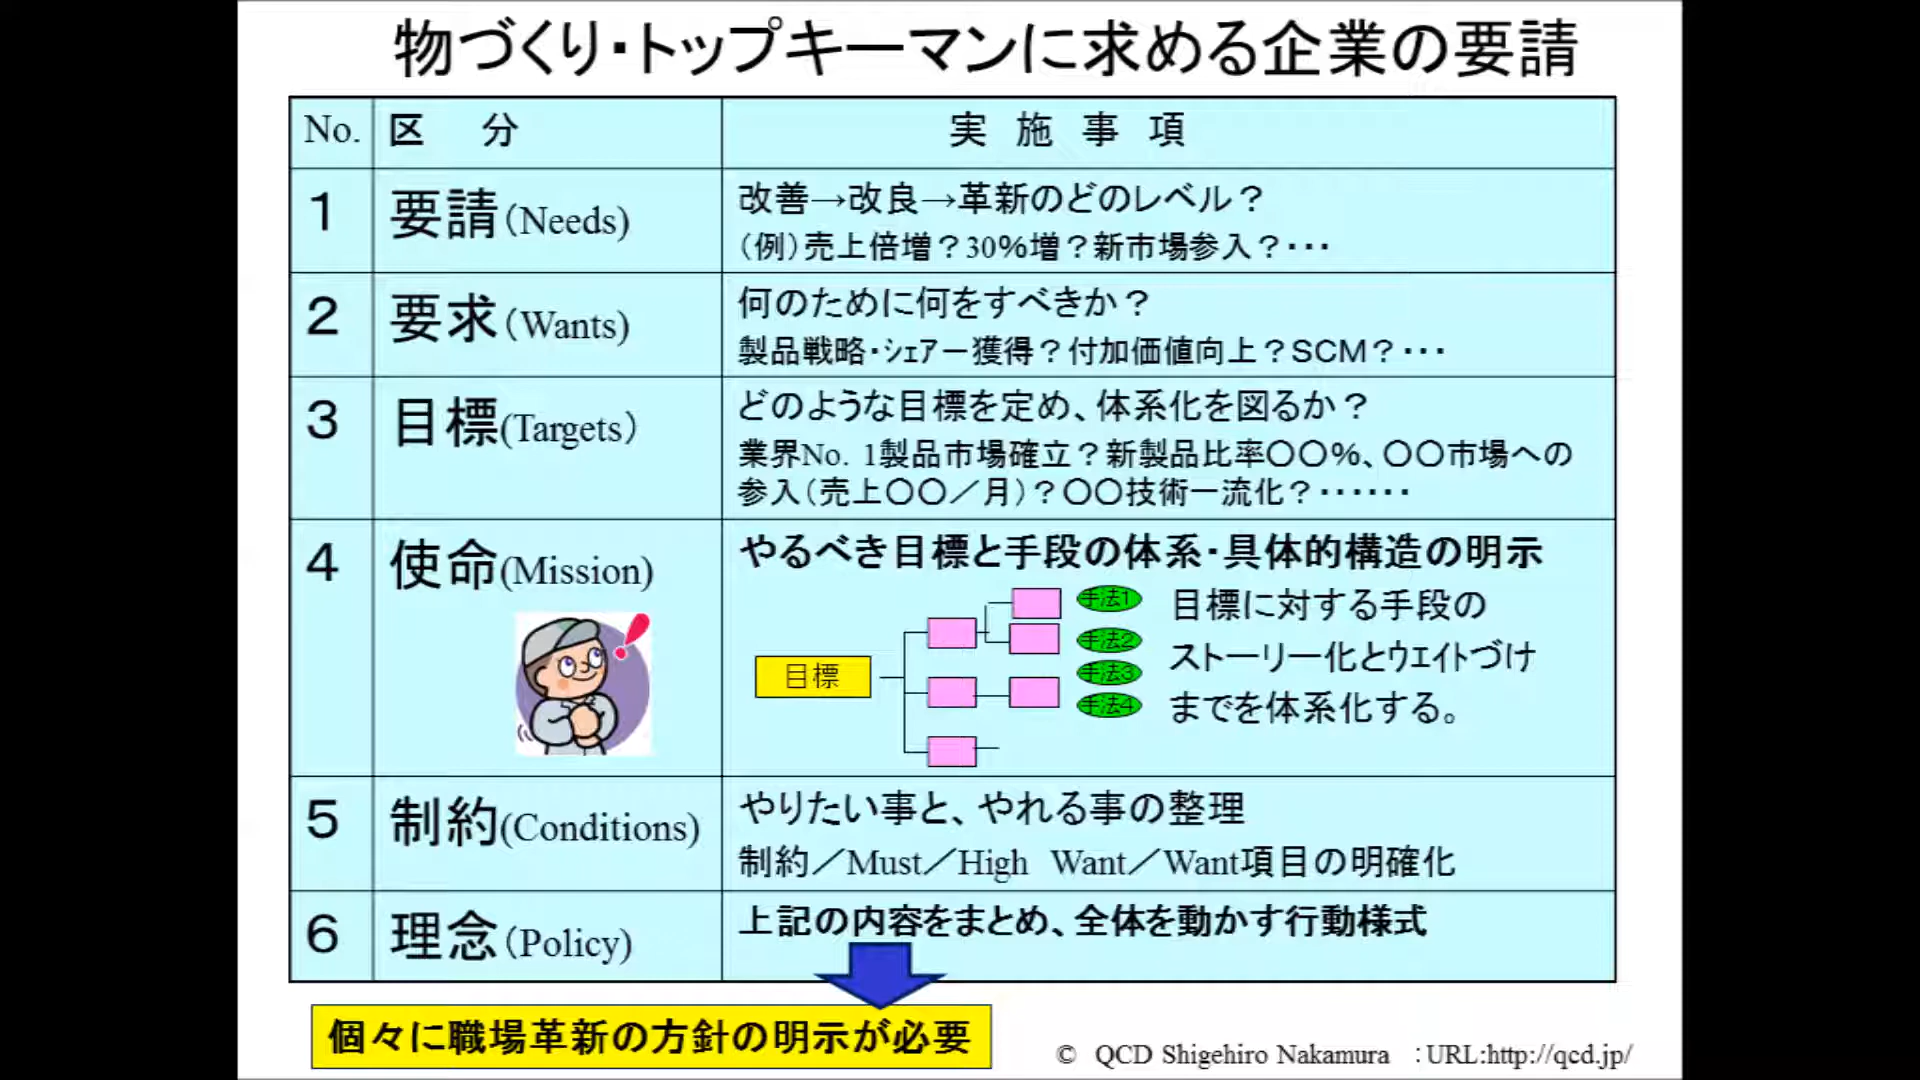 物づくり・トップキーマンに求める企業の要請
No. 区　分 実 施 事 項
1 要請(Needs) 改善→改良→革新のどのレベル？
(例)売上倍増？30%増？新市場参入？・・・
2 要求(Wants) 何のために何をすべきか？
製品戦略・ｼｪｱｰ獲得？付加価値向上？SCM？・・・
3 目標(Targets) どのような目標を定め、体系化を図るか？
業界No. 1製品市場確立？新製品比率〇〇％、〇〇市場への
参入(売上〇〇／月)？〇〇技術一流化？・・・・・・
4 使命(Mission) やるべき目標と手段の体系・具体的構造の明示
目標
手法1
手法2
手法3
手法4
目標に対する手段の
ストーリー化とｳｪｲﾄづけ
までを体系化する。
5 制約(Conditions) やりたい事と、やれる事の整理
制約／Must／High Want／Want項目の明確化
6 理念(Policy) 上記の内容をまとめ、全体を動かす行動様式
個々に職場革新の方針の明示が必要
© QCD Shigehiro Nakamura ：URL:http://qcd.jp/